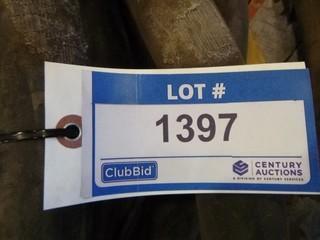 LOT #
1397
ClubBid
CENTURY
AUCTIONS
A DIVISION OF CENTURY SERVICES